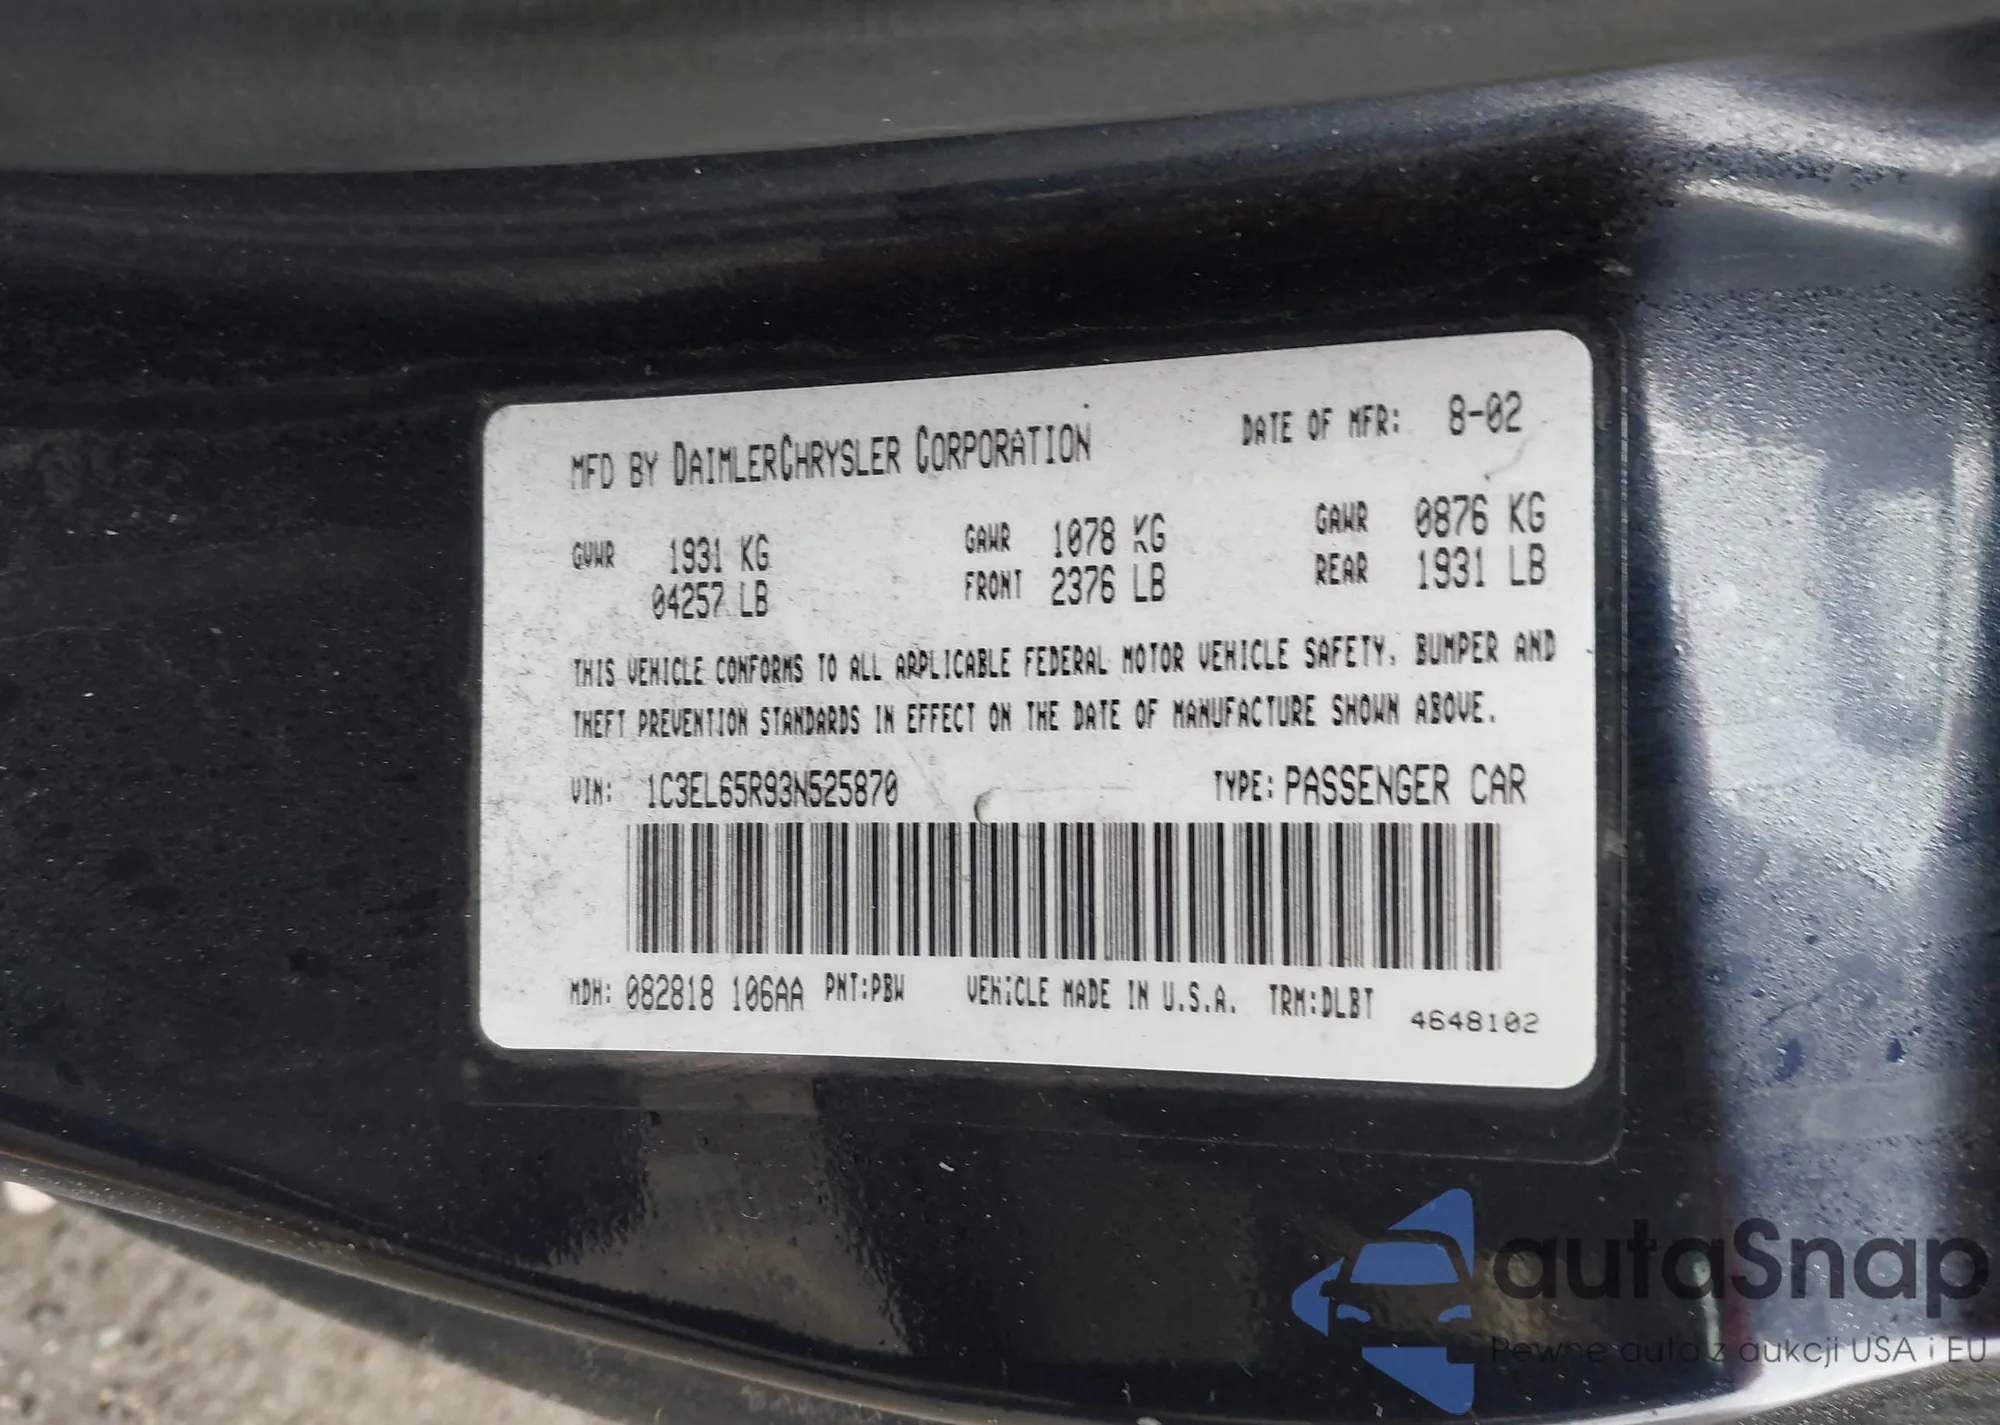 MFD BY DAIMLERCHRYSLER CORPORATION DATE OF MFR: 8-02
GVWR 1931 KG GAWR 1078 KG GAWR 0876 KG
04257 LB FRONT 2376 LB REAR 1931 LB
THIS VEHICLE CONFORMS TO ALL APPLICABLE FEDERAL MOTOR VEHICLE SAFETY, BUMPER AND
THEFT PREVENTION STANDARDS IN EFFECT ON THE DATE OF MANUFACTURE SHOWN ABOVE.
VIN: 1C3EL65R93N525870 TYPE: PASSENGER CAR
MDH: 082818 106AA PNT:PBW VEHICLE MADE IN U.S.A. TRM:DLBT 4648102
autaSnap
Pewne auta z aukcji USA i EU